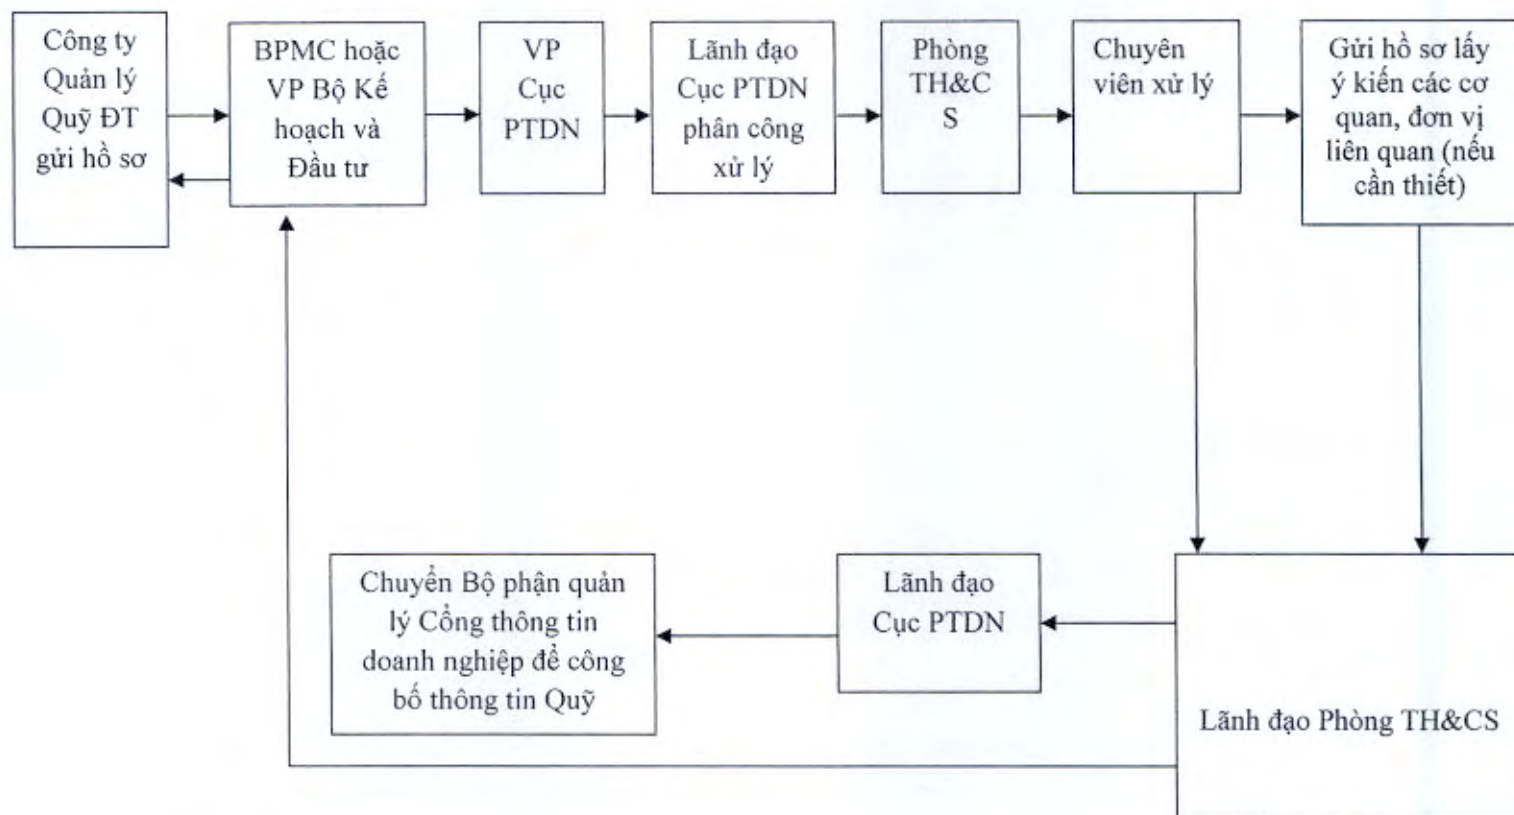 Công ty
Quản lý
Quỹ ĐT
gửi hồ sơ
BPMC hoặc
VP Bộ Kế
hoạch và
Đầu tư
VP
Cục
PTDN
Lãnh đạo
Cục PTDN
phân công
xử lý
Phòng
TH&C
S
Chuyên
viên xử lý
Gửi hồ sơ lấy
ý kiến các cơ
quan, đơn vị
liên quan (nếu
cần thiết)
Chuyển Bộ phận quản
lý Cổng thông tin
doanh nghiệp để công
bố thông tin Quỹ
Lãnh đạo
Cục PTDN
Lãnh đạo Phòng TH&CS